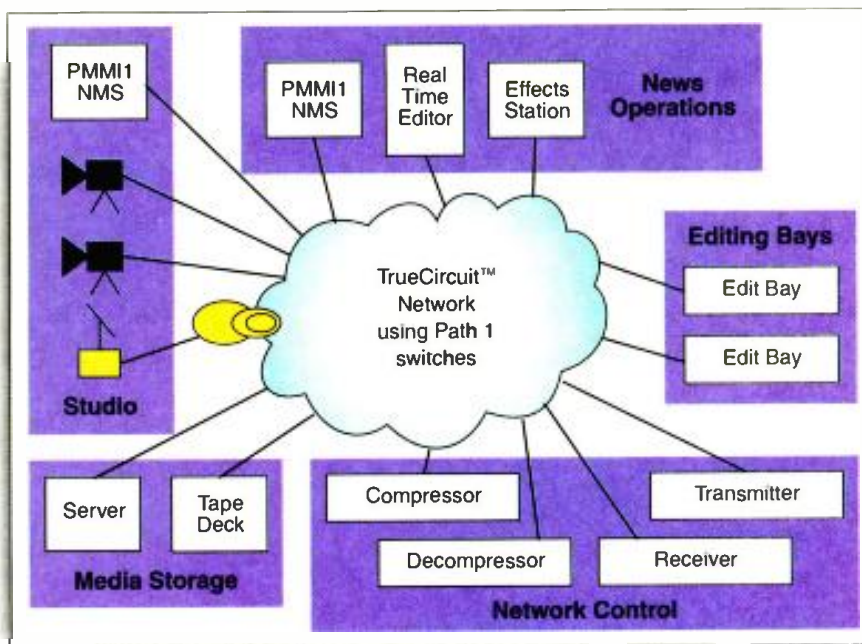 PMMI1
NMS
Studio
PMMI1
NMS
Real
Time
Editor
Effects
Station
News
Operations
Editing Bays
Edit Bay
Edit Bay
TrueCircuit™
Network
using Path 1
switches
Server
Tape
Deck
Media Storage
Compressor
Transmitter
Decompressor
Receiver
Network Control